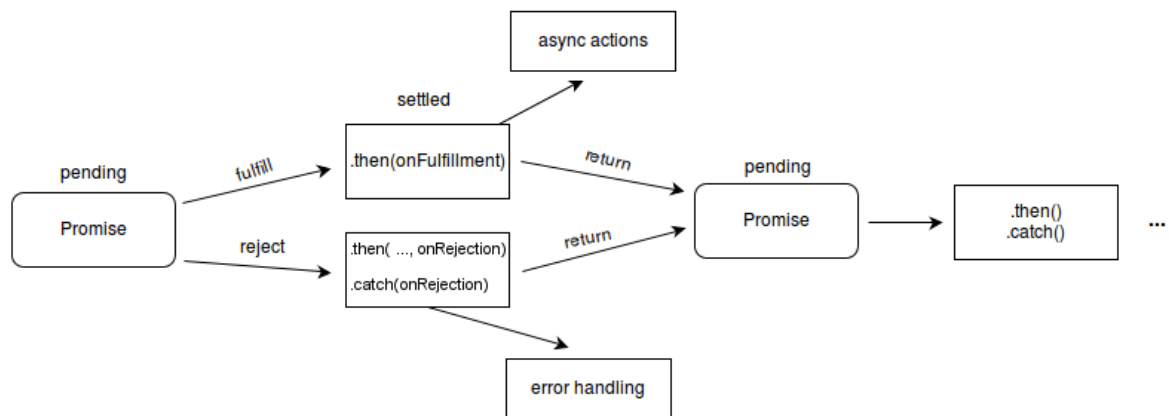 async actions
settled
.then(onFulfillment)
pending
fulfill
return
pending
Promise
reject
.then( ..., onRejection)
.catch(onRejection)
return
Promise
.then()
.catch()
...
error handling